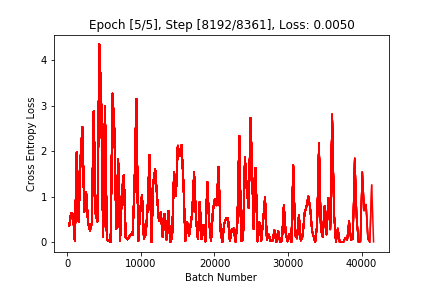 Epoch [5/5], Step [8192/8361], Loss: 0.0050
4
3
2
1
0
Cross Entropy Loss
0 10000 20000 30000 40000
Batch Number